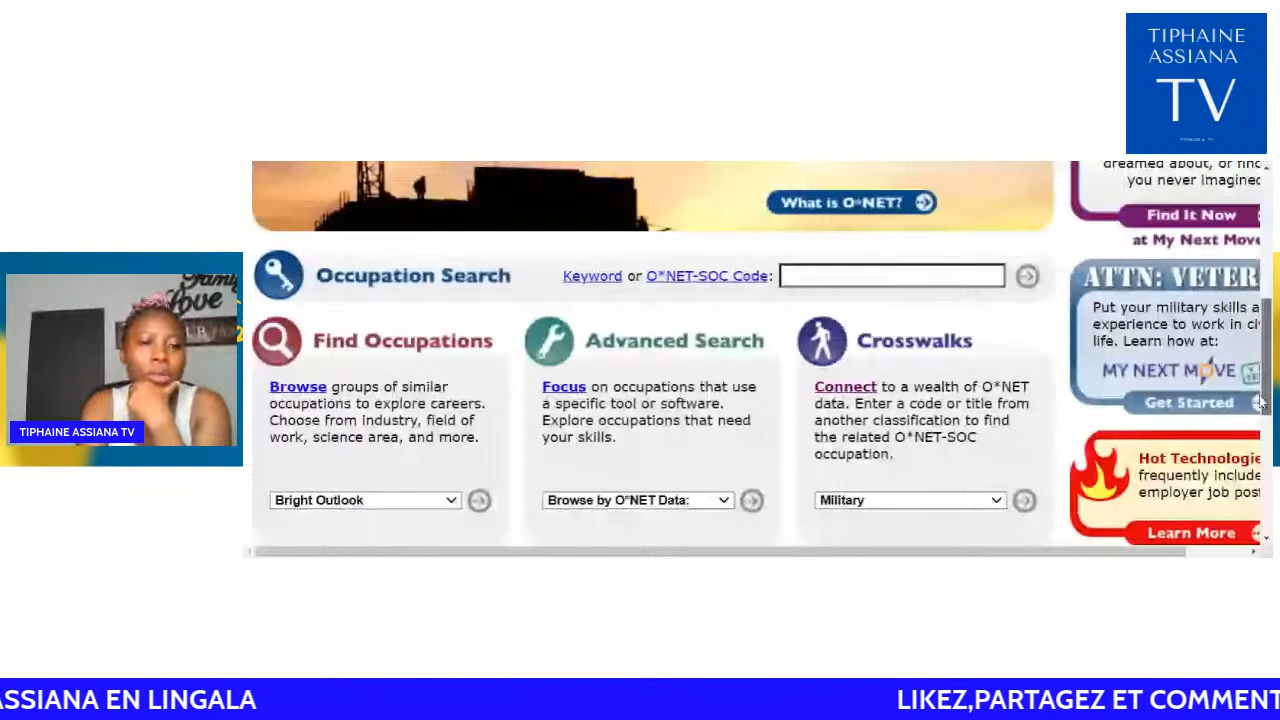 TIPHAINE
ASSIANA
TV
dreamed about, or find
you never imagined
What is O*NET?
Find It Now
at My Next Move
Occupation Search
Keyword or O*NET-SOC Code:
ATTN: VETER
Put your military skills a
experience to work in ci
life. Learn how at:
MY NEXT MOVE
Get Started
Find Occupations
Browse groups of similar
occupations to explore careers.
Choose from industry, field of
work, science area, and more.
Bright Outlook
Advanced Search
Focus on occupations that use
a specific tool or software.
Explore occupations that need
your skills.
Browse by O*NET Data:
Crosswalks
Connect to a wealth of O*NET
data. Enter a code or title from
another classification to find
the related O*NET-SOC
occupation.
Military
Hot Technologie
frequently include
employer job post
Learn More
Family
Love
TIPHAINE ASSIANA TV
ASSIANA EN LINGALA
LIKEZ,PARTAGEZ ET COMMENT